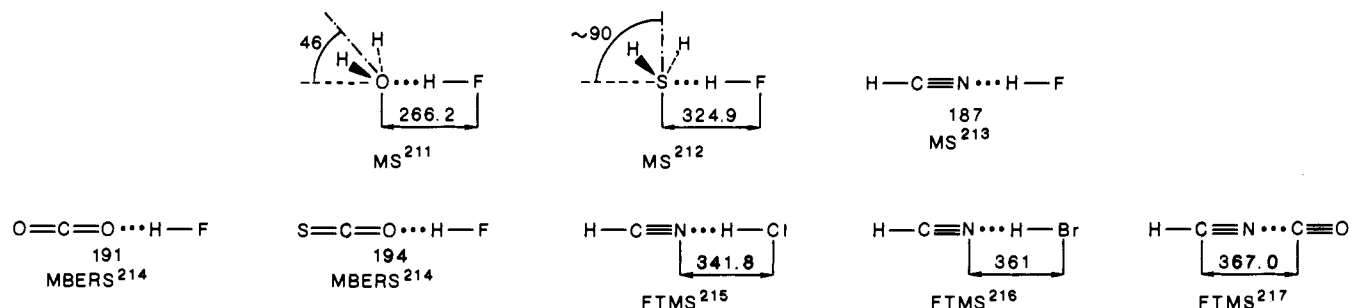 46
H
H
O•••H—F
266.2
MS211
~90
H
H
S•••H—F
324.9
MS212
H—C≡N•••H—F
187
MS213
O=C=O•••H—F
191
MBERS214
S=C=O•••H—F
194
MBERS214
H—C≡N•••H—Cl
341.8
FTMS215
H—C≡N•••H—Br
361
FTMS216
H—C≡N•••C≡O
367.0
FTMS217